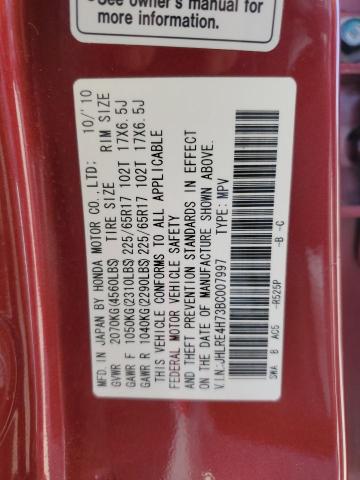 See owner's manual for
more information.
MFD. IN JAPAN BY HONDA MOTOR CO.,LTD: 10/'10
GVWR 2070KG(4560LBS) TIRE SIZE RIM SIZE
GAWR F 1050KG(2310LBS)225/65R17 102T 17X6.5J
GAWR R 1040KG(2290LBS)225/65R17 102T 17X6.5J
THIS VEHICLE CONFORMS TO ALL APPLICABLE
FEDERAL MOTOR VEHICLE SAFETY
AND THEFT PREVENTION STANDARDS IN EFFECT
ON THE DATE OF MANUFACTURE SHOWN ABOVE.
V.I.N:JHLRE4H73BC007997 TYPE: MPV
SWA B A05 -R525P -B -C